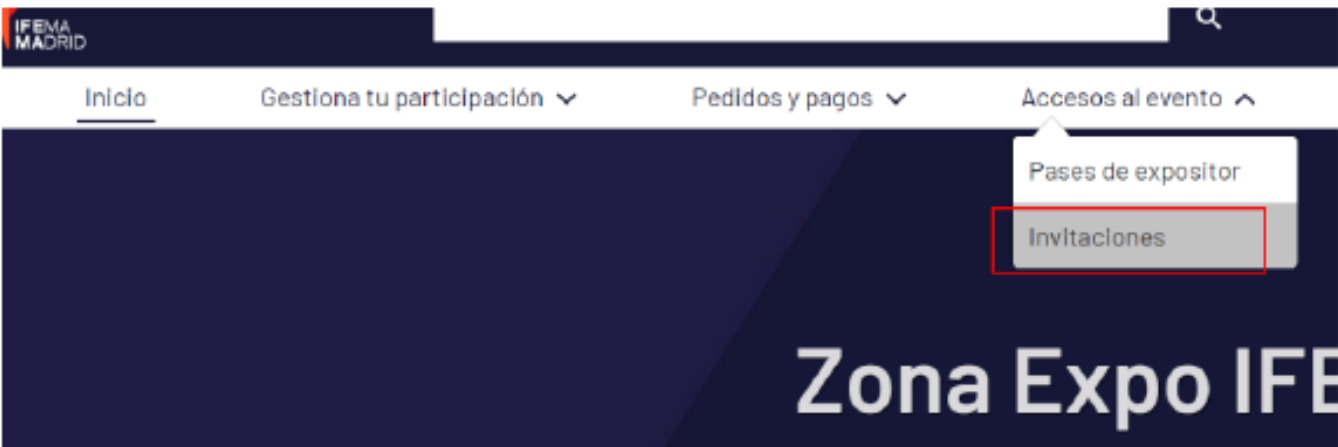 IFEMA
MADRID
Inicio
Gestiona tu participación
Pedidos y pagos
Accesos al evento
Pases de expositor
Invitaciones
Zona Expo IFE